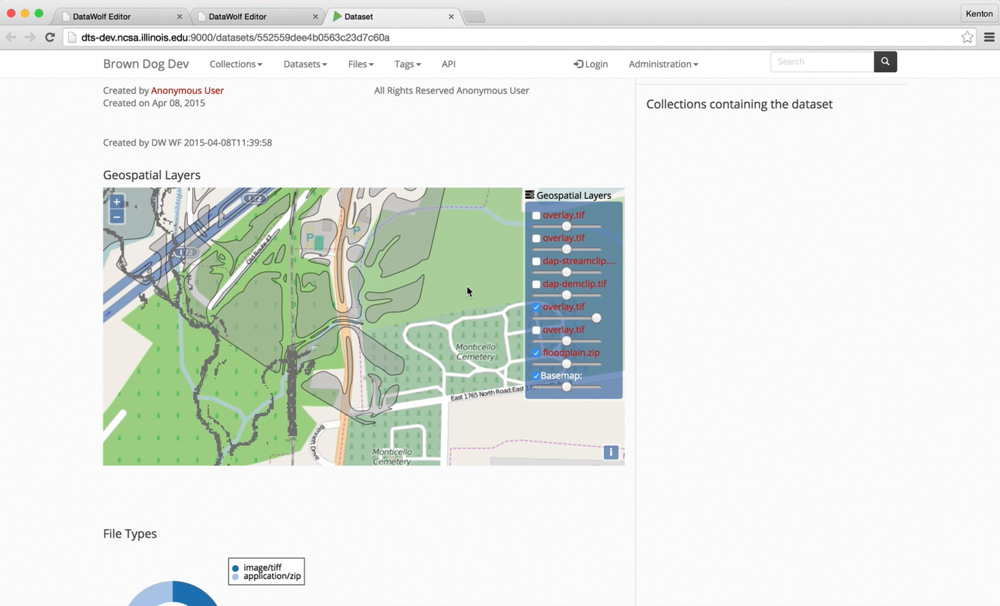 DataWolf Editor
DataWolf Editor
Dataset
Kenton
dts-dev.ncsa.illinois.edu:9000/datasets/552559dee4b0563c23d7c60a
Brown Dog Dev
Collections
Datasets
Files
Tags
API
Login
Administration
Search
Created by Anonymous User
All Rights Reserved Anonymous User
Created on Apr 08, 2015
Collections containing the dataset
Created by DW WF 2015-04-08T11:39:58
Geospatial Layers
+
−
I 72
Old Route 47
P
P
Monticello
Cemetery
East 1765 North Road;East
Bennett Drive
Monticello
Cemetery
Geospatial Layers
overlay.tif
overlay.tif
dap-streamclip....
dap-demclip.tif
overlay.tif
overlay.tif
floodplain.zip
Basemap:
i
File Types
image/tiff
application/zip